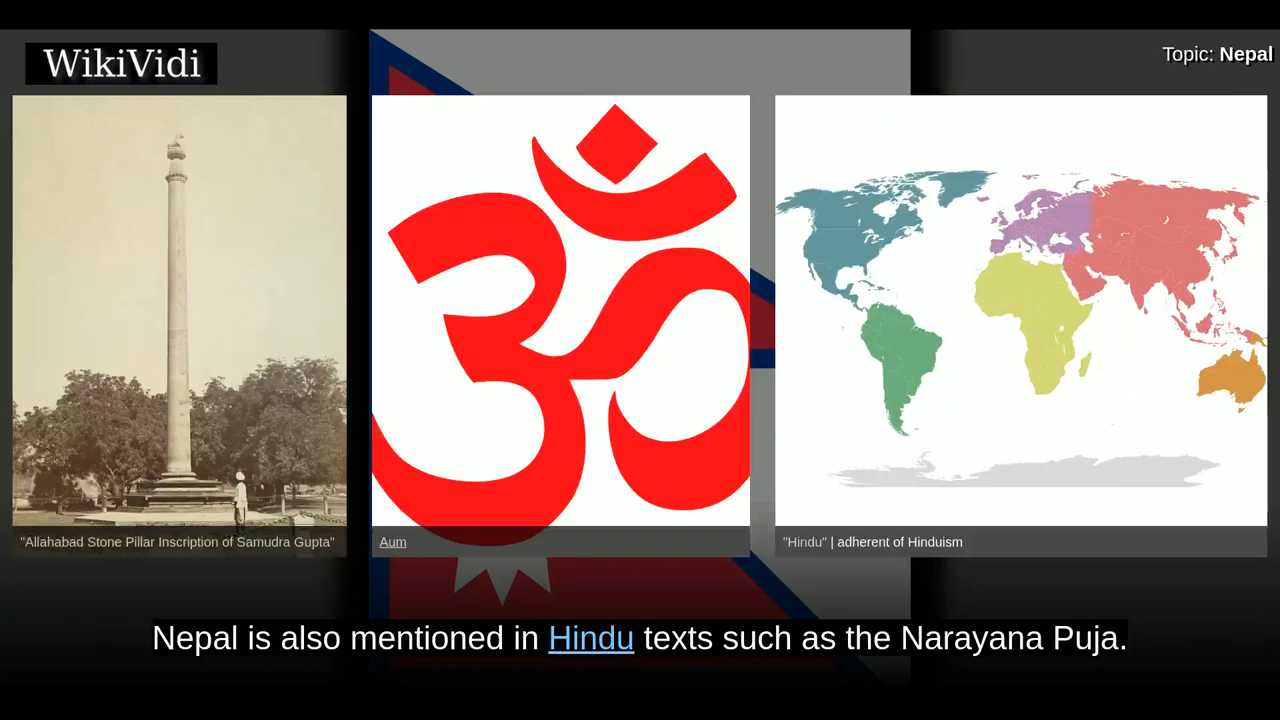 WikiVidi
Topic: Nepal
"Allahabad Stone Pillar Inscription of Samudra Gupta"
Aum
"Hindu" | adherent of Hinduism
Nepal is also mentioned in Hindu texts such as the Narayana Puja.